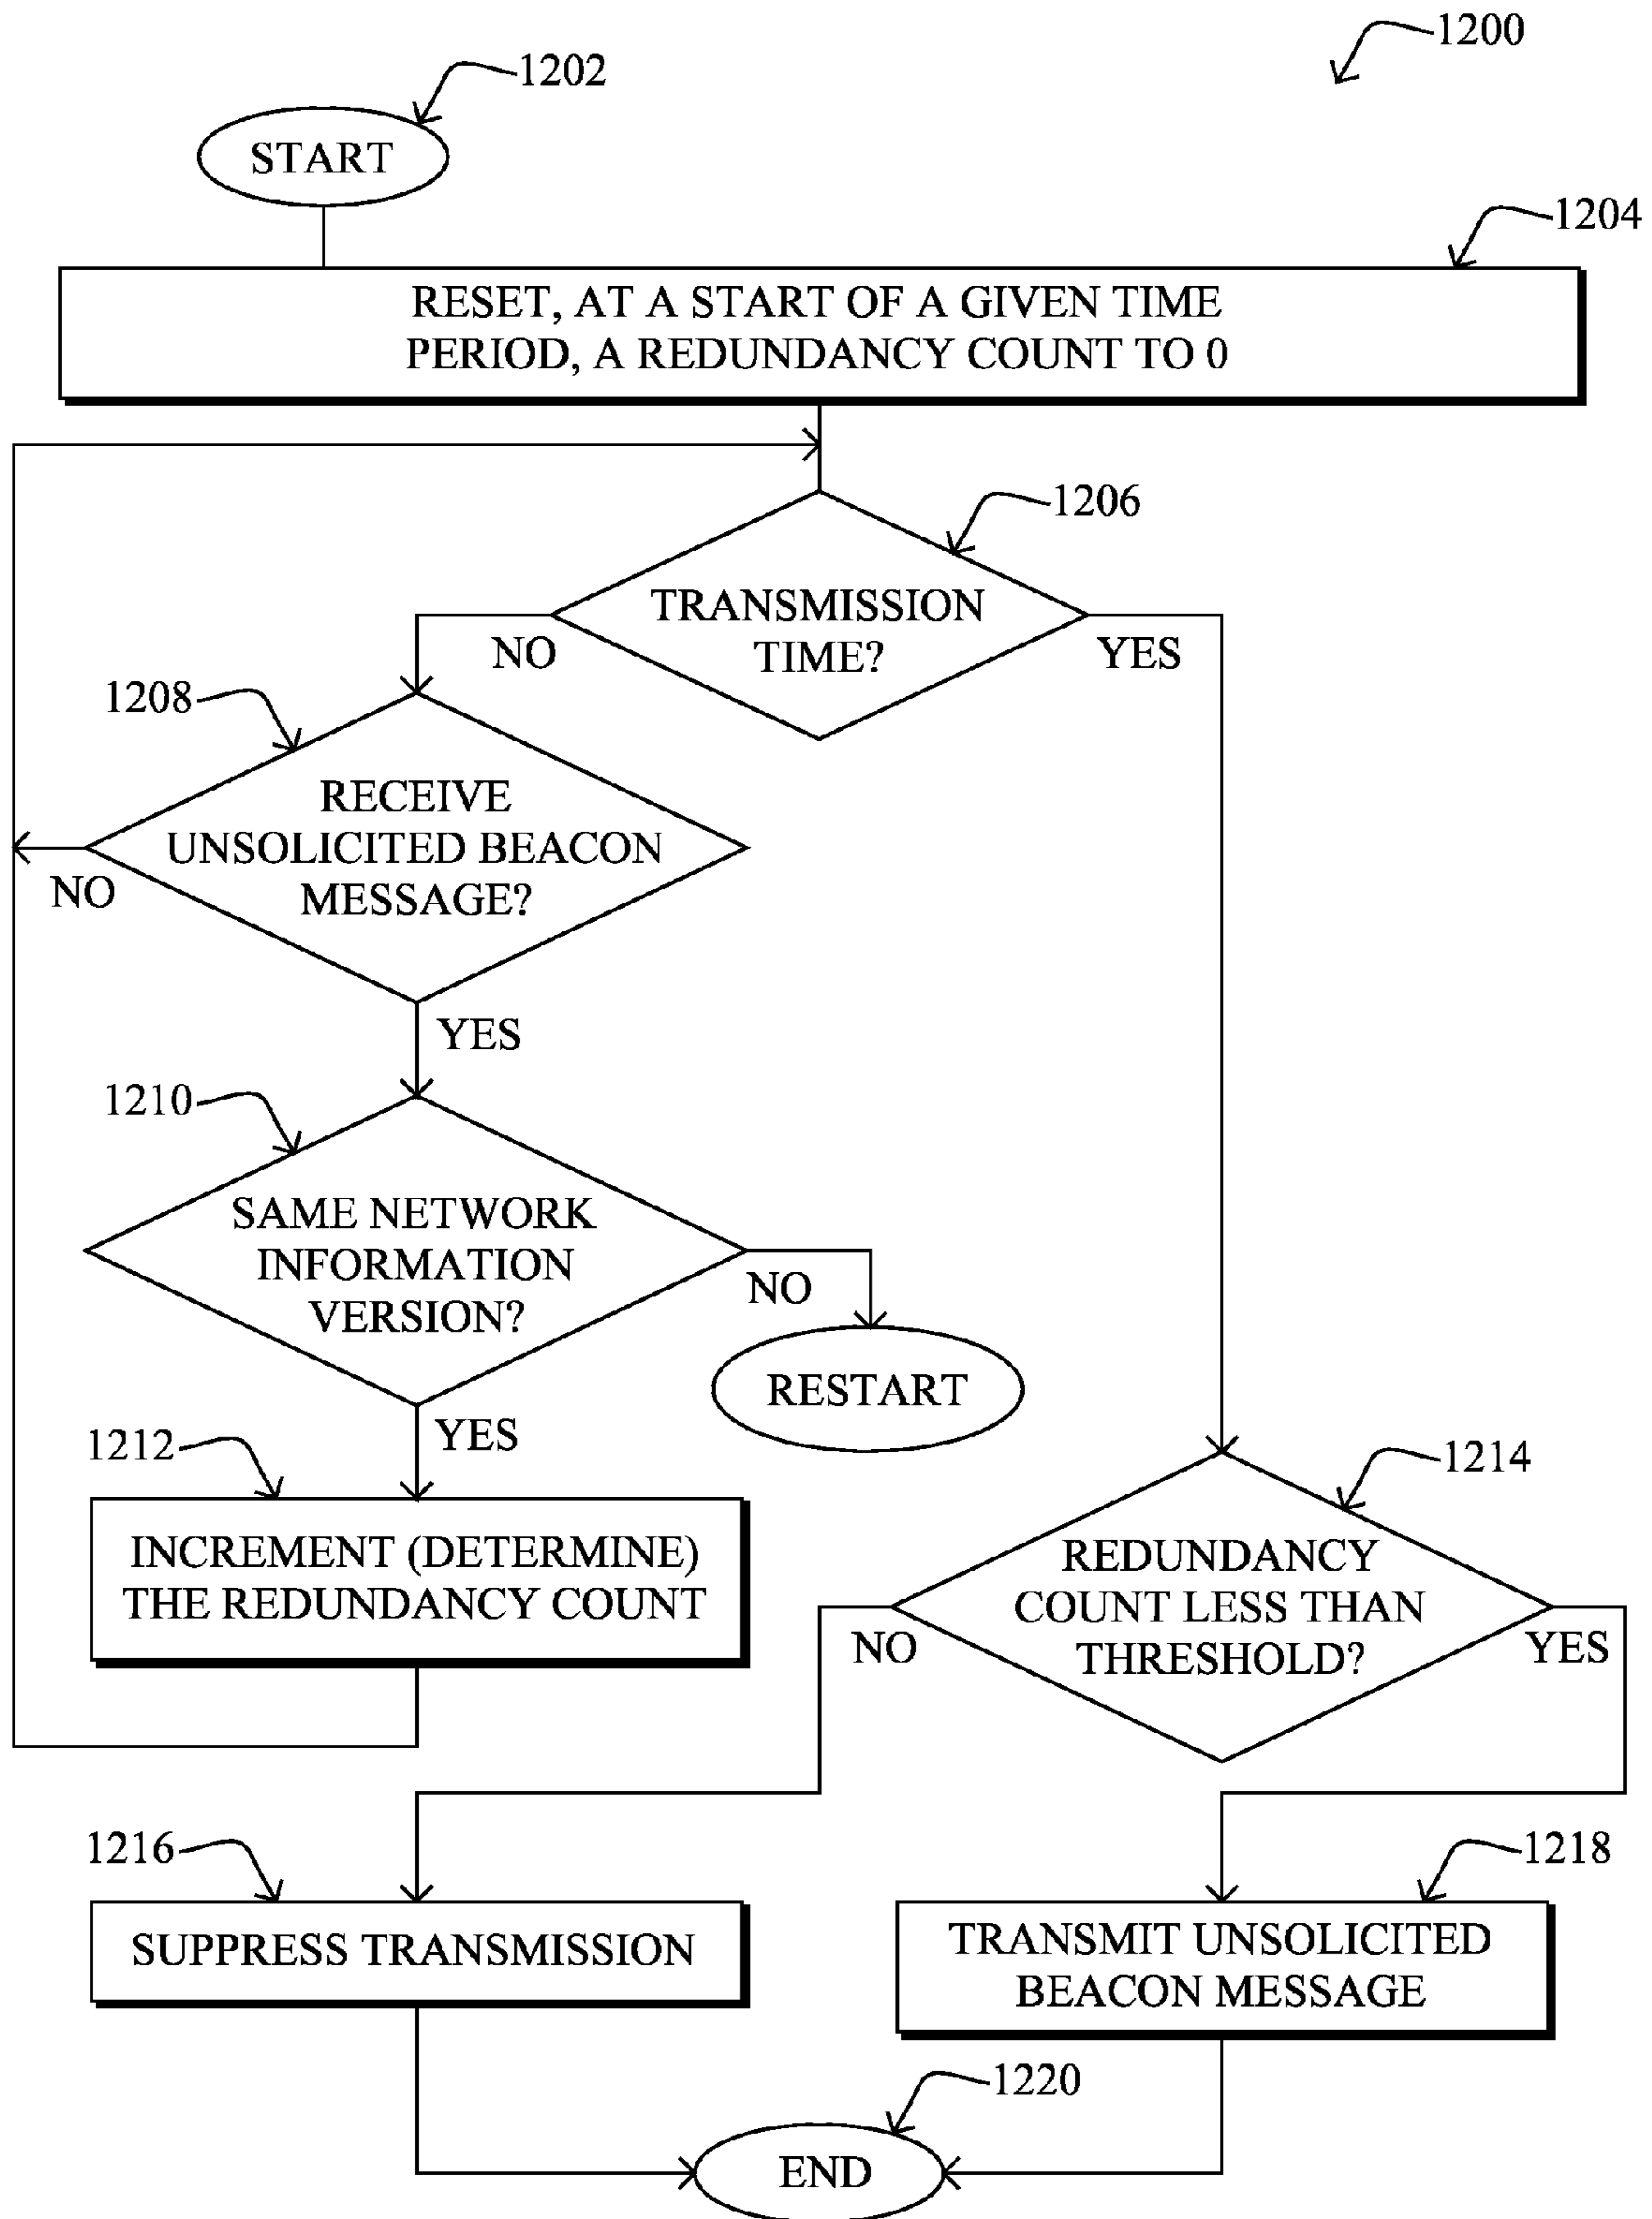 1200
1202
START
1204
RESET, AT A START OF A GIVEN TIME
PERIOD, A REDUNDANCY COUNT TO 0
1206
TRANSMISSION
TIME?
NO
YES
1208
RECEIVE
UNSOLICITED BEACON
MESSAGE?
NO
YES
1210
SAME NETWORK
INFORMATION
VERSION?
NO
RESTART
YES
1212
INCREMENT (DETERMINE)
THE REDUNDANCY COUNT
1214
REDUNDANCY
COUNT LESS THAN
THRESHOLD?
NO
YES
1216
SUPPRESS TRANSMISSION
1218
TRANSMIT UNSOLICITED
BEACON MESSAGE
1220
END